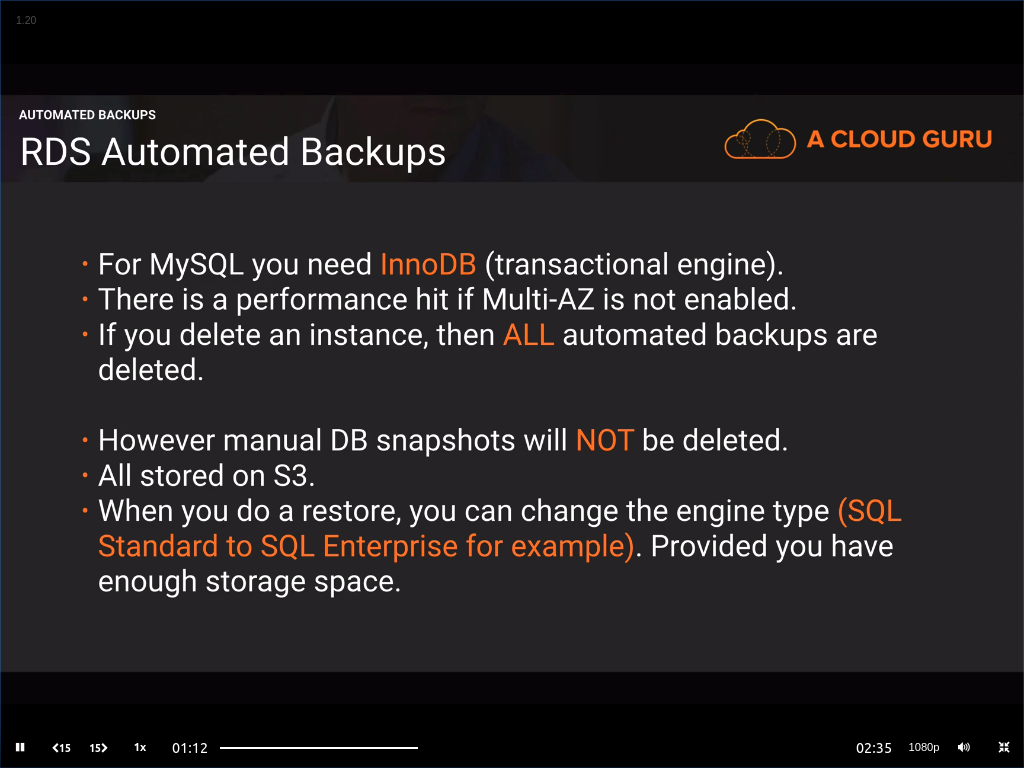 1.20
AUTOMATED BACKUPS
RDS Automated Backups
A CLOUD GURU
• For MySQL you need InnoDB (transactional engine).
• There is a performance hit if Multi-AZ is not enabled.
• If you delete an instance, then ALL automated backups are
deleted.
• However manual DB snapshots will NOT be deleted.
• All stored on S3.
• When you do a restore, you can change the engine type (SQL
Standard to SQL Enterprise for example). Provided you have
enough storage space.
15 15 1x 01:12 02:35 1080p